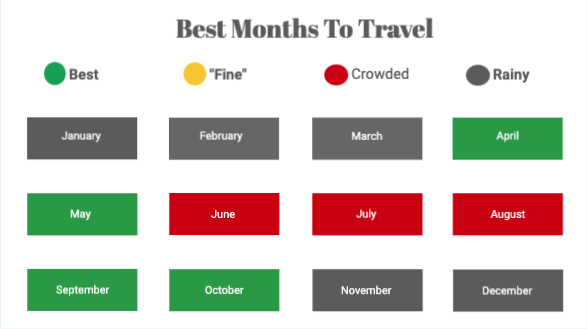 Best Months To Travel
Best "Fine" Crowded Rainy
January February March April
May June July August
September October November December